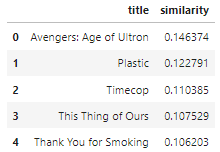 title similarity
0 Avengers: Age of Ultron 0.146374
1 Plastic 0.122791
2 Timecop 0.110385
3 This Thing of Ours 0.107529
4 Thank You for Smoking 0.106203